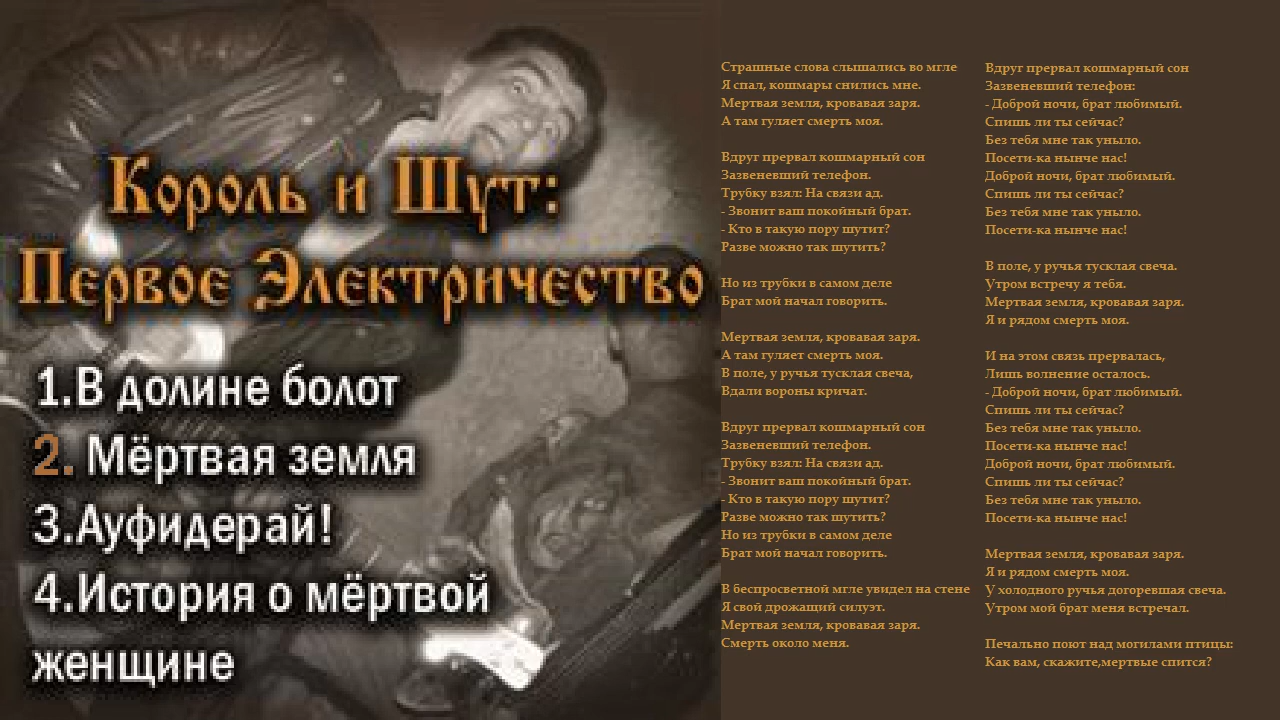 Король и Шут:
Первое Электричество
1.В долине болот
2. Мёртвая земля
3.Ауфидерай!
4.История о мёртвой
женщине
Страшные слова слышались во мгле
Я спал, кошмары снились мне.
Мертвая земля, кровавая заря.
А там гуляет смерть моя.
Вдруг прервал кошмарный сон
Зазвеневший телефон.
Трубку взял: На связи ад.
- Звонит ваш покойный брат.
- Кто в такую пору шутит?
Разве можно так шутить?
Но из трубки в самом деле
Брат мой начал говорить.
Мертвая земля, кровавая заря.
А там гуляет смерть моя.
В поле, у ручья тусклая свеча,
Вдали вороны кричат.
Вдруг прервал кошмарный сон
Зазвеневший телефон.
Трубку взял: На связи ад.
- Звонит ваш покойный брат.
- Кто в такую пору шутит?
Разве можно так шутить?
Но из трубки в самом деле
Брат мой начал говорить.
В беспросветной мгле увидел на стене
Я свой дрожащий силуэт.
Мертвая земля, кровавая заря.
Смерть около меня.
Вдруг прервал кошмарный сон
Зазвеневший телефон:
- Доброй ночи, брат любимый.
Спишь ли ты сейчас?
Без тебя мне так уныло.
Посети-ка нынче нас!
Доброй ночи, брат любимый.
Спишь ли ты сейчас?
Без тебя мне так уныло.
Посети-ка нынче нас!
В поле, у ручья тусклая свеча.
Утром встречу я тебя.
Мертвая земля, кровавая заря.
Я и рядом смерть моя.
И на этом связь прервалась,
Лишь волнение осталось.
- Доброй ночи, брат любимый.
Спишь ли ты сейчас?
Без тебя мне так уныло.
Посети-ка нынче нас!
Доброй ночи, брат любимый.
Спишь ли ты сейчас?
Без тебя мне так уныло.
Посети-ка нынче нас!
Мертвая земля, кровавая заря.
Я и рядом смерть моя.
У холодного ручья догоревшая свеча.
Утром мой брат меня встречал.
Печально поют над могилами птицы:
Как вам, скажите,мертвые спится?